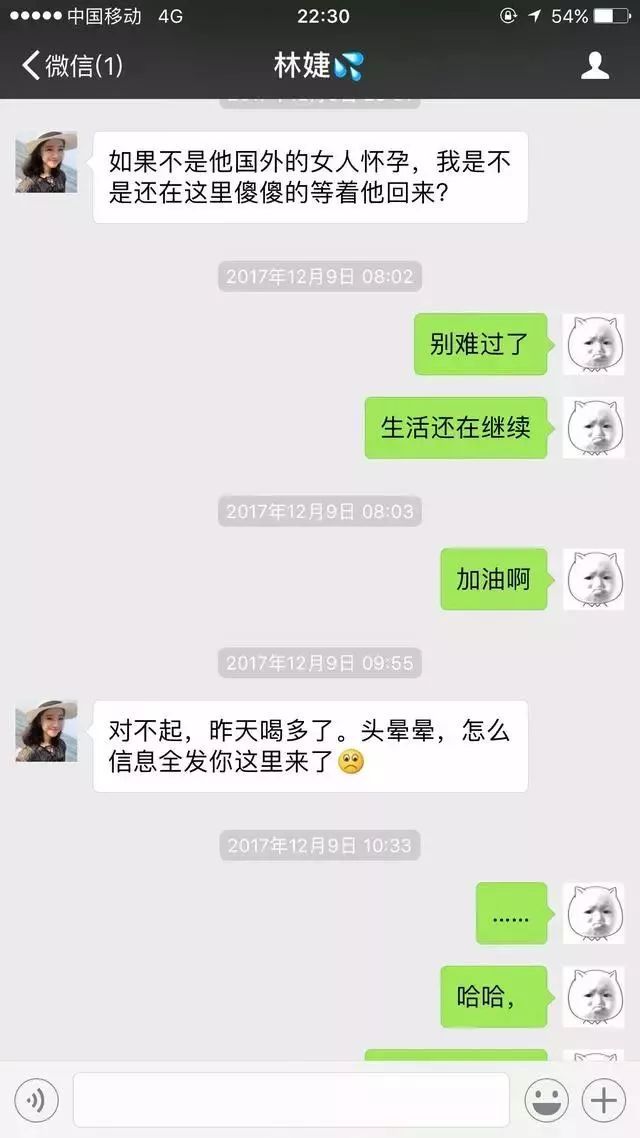 中国移动 4G 22:30 54%
微信(1) 林婕
如果不是他国外的女人怀孕，我是不
是还在这里傻傻的等着他回来？
2017年12月9日 08:02
别难过了
生活还在继续
2017年12月9日 08:03
加油啊
2017年12月9日 09:55
对不起，昨天喝多了。头晕晕，怎么
信息全发你这里来了
2017年12月9日 10:33
......
哈哈，